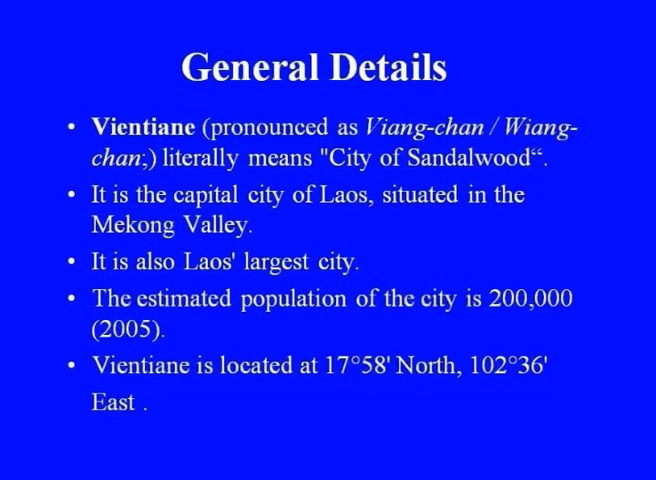 General Details
• Vientiane (pronounced as Viang-chan / Wiang-
chan;) literally means "City of Sandalwood“.
• It is the capital city of Laos, situated in the
Mekong Valley.
• It is also Laos' largest city.
• The estimated population of the city is 200,000
(2005).
• Vientiane is located at 17°58' North, 102°36'
East .